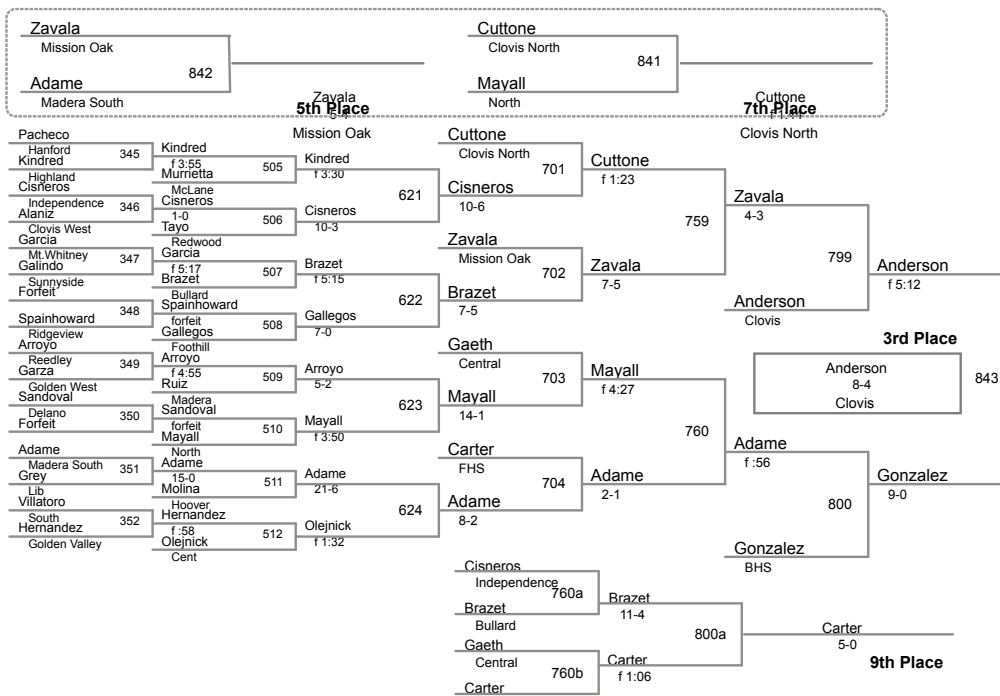 Zavala
Mission Oak
842
Adame
Madera South
Zavala
5-4
5th Place
Mission Oak
Cuttone
Clovis North
841
Mayall
North
Cuttone
7th Place
Clovis North
Pacheco
Hanford
345
Kindred
Highland
Cisneros
Independence
346
Alaniz
Clovis West
Garcia
Mt.Whitney
347
Galindo
Sunnyside
Forfeit
348
Spainhoward
Ridgeview
Arroyo
Reedley
349
Garza
Golden West
Sandoval
Delano
350
Forfeit
Adame
Madera South
351
Grey
Lib
Villatoro
South
352
Hernandez
Golden Valley
Kindred
f 3:55
505
Murrietta
McLane
Cisneros
1-0
506
Tayo
Redwood
Garcia
f 5:17
507
Brazet
Bullard
Spainhoward
forfeit
508
Gallegos
Foothill
Arroyo
f 4:55
509
Ruiz
Madera
Sandoval
forfeit
510
Mayall
North
Adame
15-0
511
Molina
Hoover
Hernandez
f :58
512
Olejnick
Cent
Kindred
f 3:30
621
Cisneros
10-3
Brazet
f 5:15
622
Gallegos
7-0
Arroyo
5-2
623
Mayall
f 3:50
Adame
21-6
624
Olejnick
f 1:32
Cuttone
Clovis North
701
Cisneros
10-6
Zavala
Mission Oak
702
Brazet
7-5
Gaeth
Central
703
Mayall
14-1
Carter
FHS
704
Adame
8-2
Cuttone
f 1:23
759
Zavala
7-5
Mayall
f 4:27
760
Adame
2-1
Zavala
4-3
799
Anderson
Clovis
Adame
f :56
800
Gonzalez
BHS
Anderson
f 5:12
3rd Place
Anderson
8-4
Clovis
843
Gonzalez
9-0
Cisneros
Independence
760a
Brazet
Bullard
Gaeth
Central
760b
Carter
Brazet
11-4
800a
Carter
f 1:06
Carter
5-0
9th Place